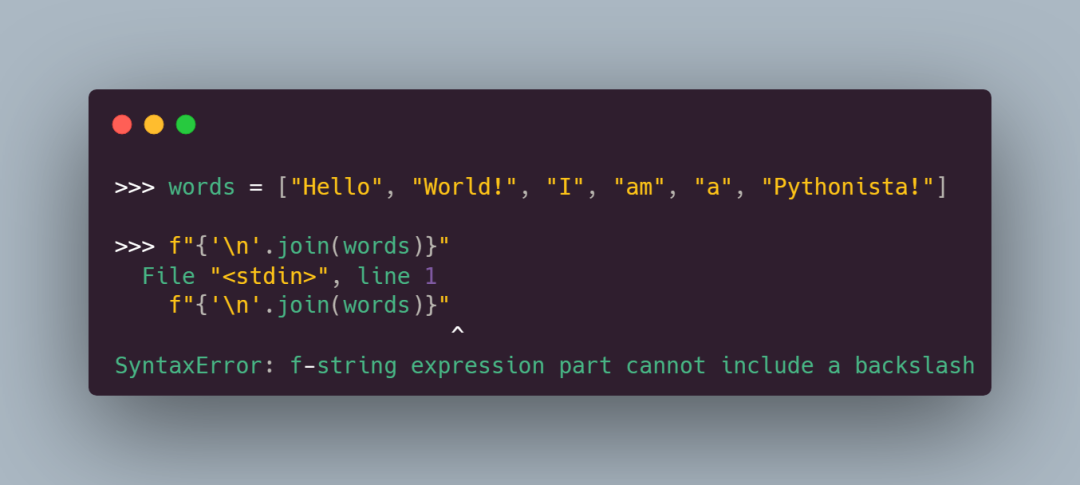 >>> words = ["Hello", "World!", "I", "am", "a", "Pythonista!"]
>>> f"{'\n'.join(words)}"
  File "<stdin>", line 1
    f"{'\n'.join(words)}"
                         ^
SyntaxError: f-string expression part cannot include a backslash